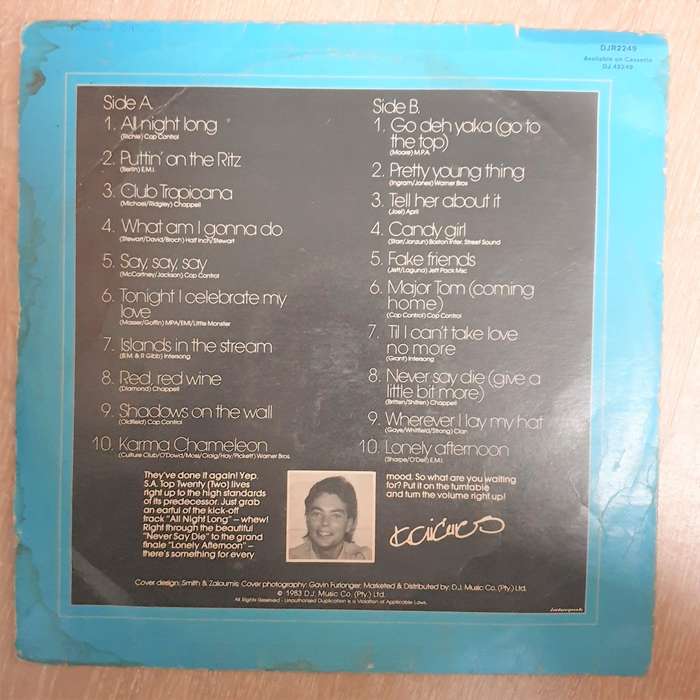 DJR2249
Available on Cassette
DJ 42249
Side A.
1. All night long
(Richie) Cap Control
2. Puttin' on the Ritz
(Berlin) E.M.I.
3. Club Tropicana
(Michael/Ridgley) Chappell
4. What am I gonna do
(Stewart/David/Broch) Half Inch/Stewart
5. Say, say, say
(McCartney/Jackson) Cap Control
6. Tonight I celebrate my
love
(Masser/Goffin) MPA/EMI/Little Monster
7. Islands in the stream
(B.M. & R Gibb) Intersong
8. Red, red wine
(Diamond) Chappell
9. Shadows on the wall
(Oldfield) Cap Control
10. Karma Chameleon
(Culture Club/O'Dowd/Moss/Craig/Hay/Pickett) Warner Bros.
Side B.
1. Go deh yaka (go to
the top)
(Moore) M.P.A.
2. Pretty young thing
(Ingram/Jones) Warner Bros
3. Tell her about it
(Joel) April
4. Candy girl
(Starr/Jonzun) Boston Inter. Street Sound
5. Fake friends
(Jett/Laguna) Jett Pack Msc
6. Major Tom (coming
home)
(Cap Control) Cap Control
7. Til I can't take love
no more
(Grant) Intersong
8. Never say die (give a
little bit more)
(Britten/Shifren) Chappell
9. Wherever I lay my hat
(Gaye/Whitfield/Strong) Clan
10. Lonely afternoon
(Sharpe/O'Dell) E.M.I.
They've done it again! Yep.
S.A. Top Twenty (Two) lives
right up to the high standards
of its predecessor. Just grab
an earful of the kick-off
track "All Night Long" – whew!
Right through the beautiful
"Never Say Die" to the grand
finale "Lonely Afternoon" –
there's something for every
mood. So what are you waiting
for? Put it on the turntable
and turn the volume right up!
Cover design: Smith & Zalaumis Cover photography: Gavin Furlonger: Marketed & Distributed by: D.J. Music Co. (Pty.) Ltd.
© 1983 D.J. Music Co. (Pty.) Ltd.
All Rights Reserved - Unauthorised Duplication is a Violation of Applicable Laws.